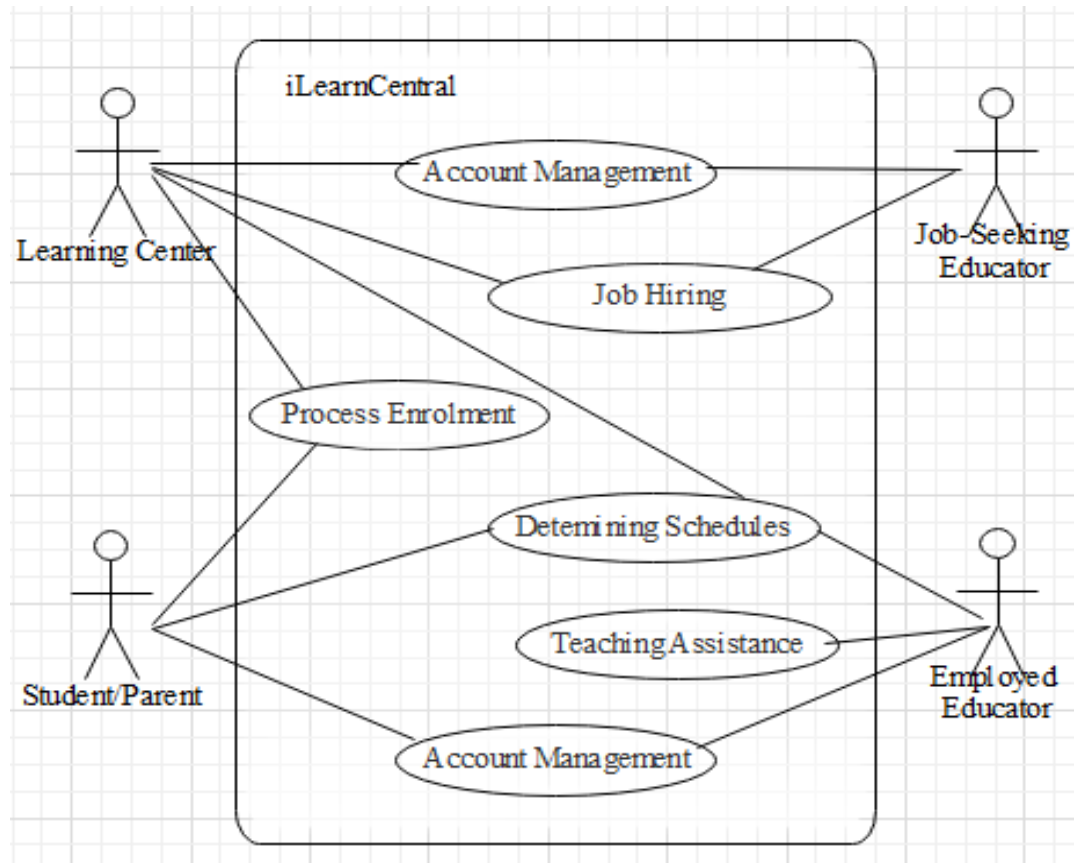 iLearnCentral
Account Management
Learning Center
Job-Seeking
Educator
Job Hiring
Process Enrolment
Detemining Schedules
Teaching Assistance
Student/Parent
Employed
Educator
Account Management